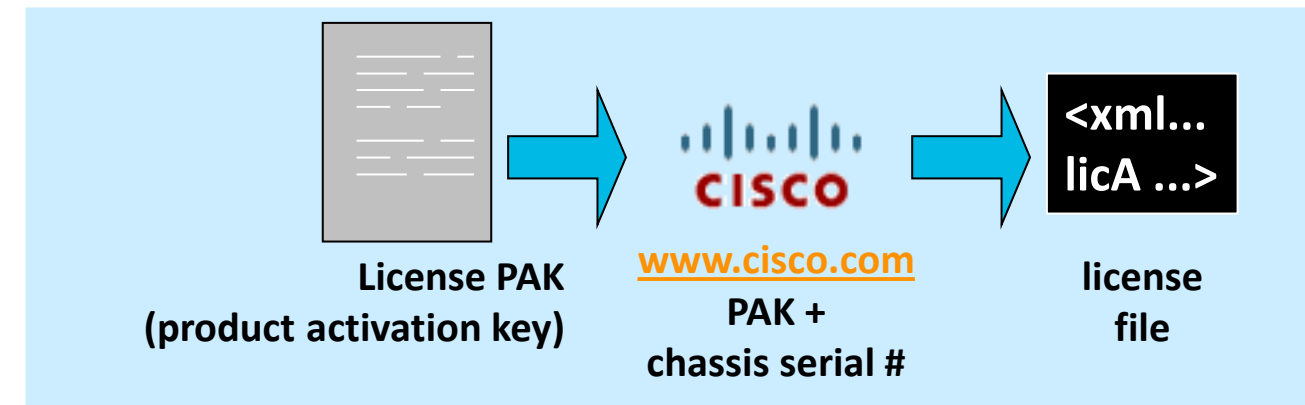 License PAK
(product activation key)
CISCO
www.cisco.com
PAK +
chassis serial #
<xml...
licA ...>
license
file